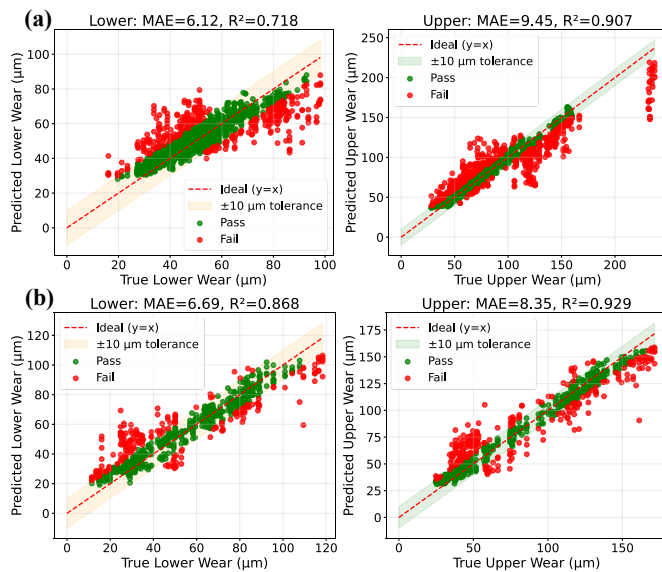 (a)
Lower: MAE=6.12, R²=0.718
Predicted Lower Wear (μm)
100
80
60
40
20
0
Ideal (y=x)
±10 μm tolerance
Pass
Fail
0 20 40 60 80 100
True Lower Wear (μm)
Upper: MAE=9.45, R²=0.907
Predicted Upper Wear (μm)
250
200
150
100
50
0
Ideal (y=x)
±10 μm tolerance
Pass
Fail
0 50 100 150 200
True Upper Wear (μm)
(b)
Lower: MAE=6.69, R²=0.868
Predicted Lower Wear (μm)
120
100
80
60
40
20
0
Ideal (y=x)
±10 μm tolerance
Pass
Fail
0 20 40 60 80 100 120
True Lower Wear (μm)
Upper: MAE=8.35, R²=0.929
Predicted Upper Wear (μm)
175
150
125
100
75
50
25
0
Ideal (y=x)
±10 μm tolerance
Pass
Fail
0 50 100 150
True Upper Wear (μm)